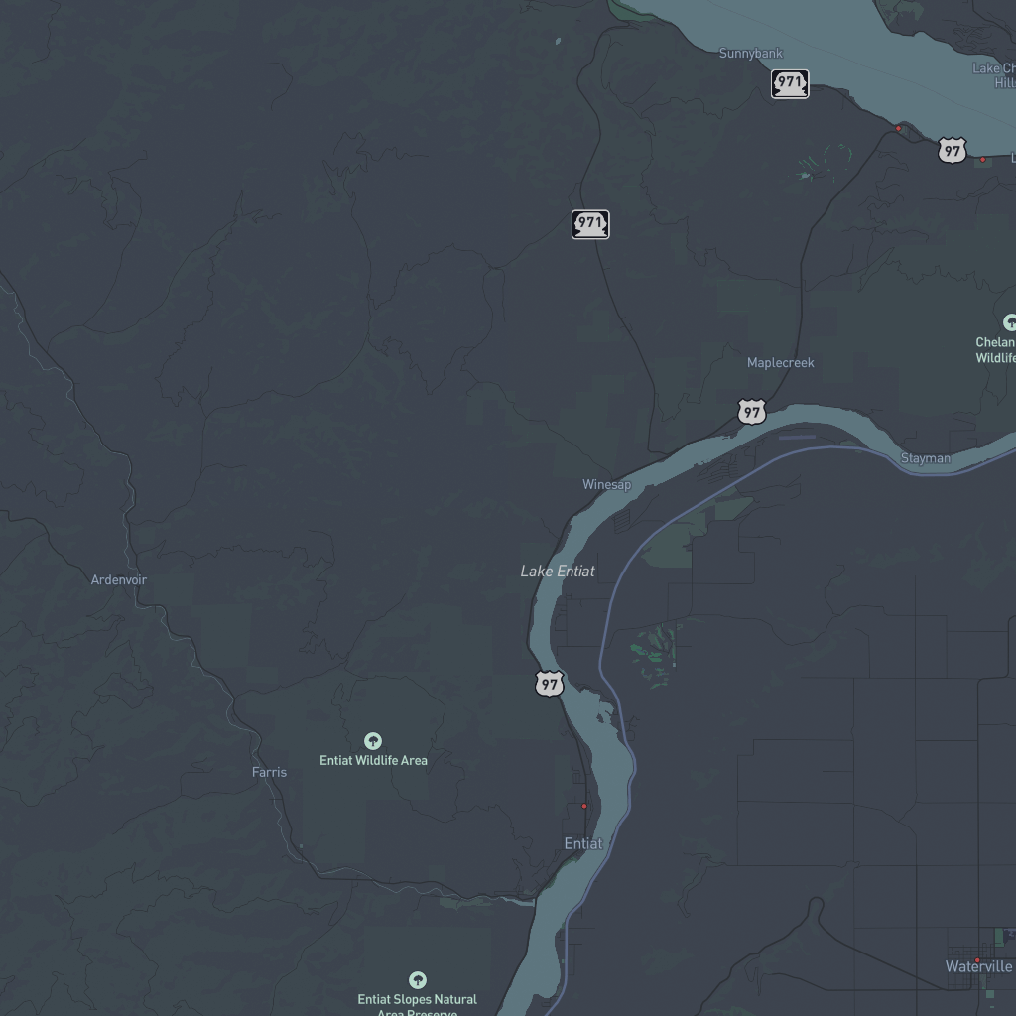 Sunnybank
971
Lake Ch
Hill
97
L
971
Chelan
Wildlife
Maplecreek
97
Stayman
Winesap
Lake Entiat
Ardenvoir
97
Entiat Wildlife Area
Farris
Entiat
Waterville
Entiat Slopes Natural
Area Preserve